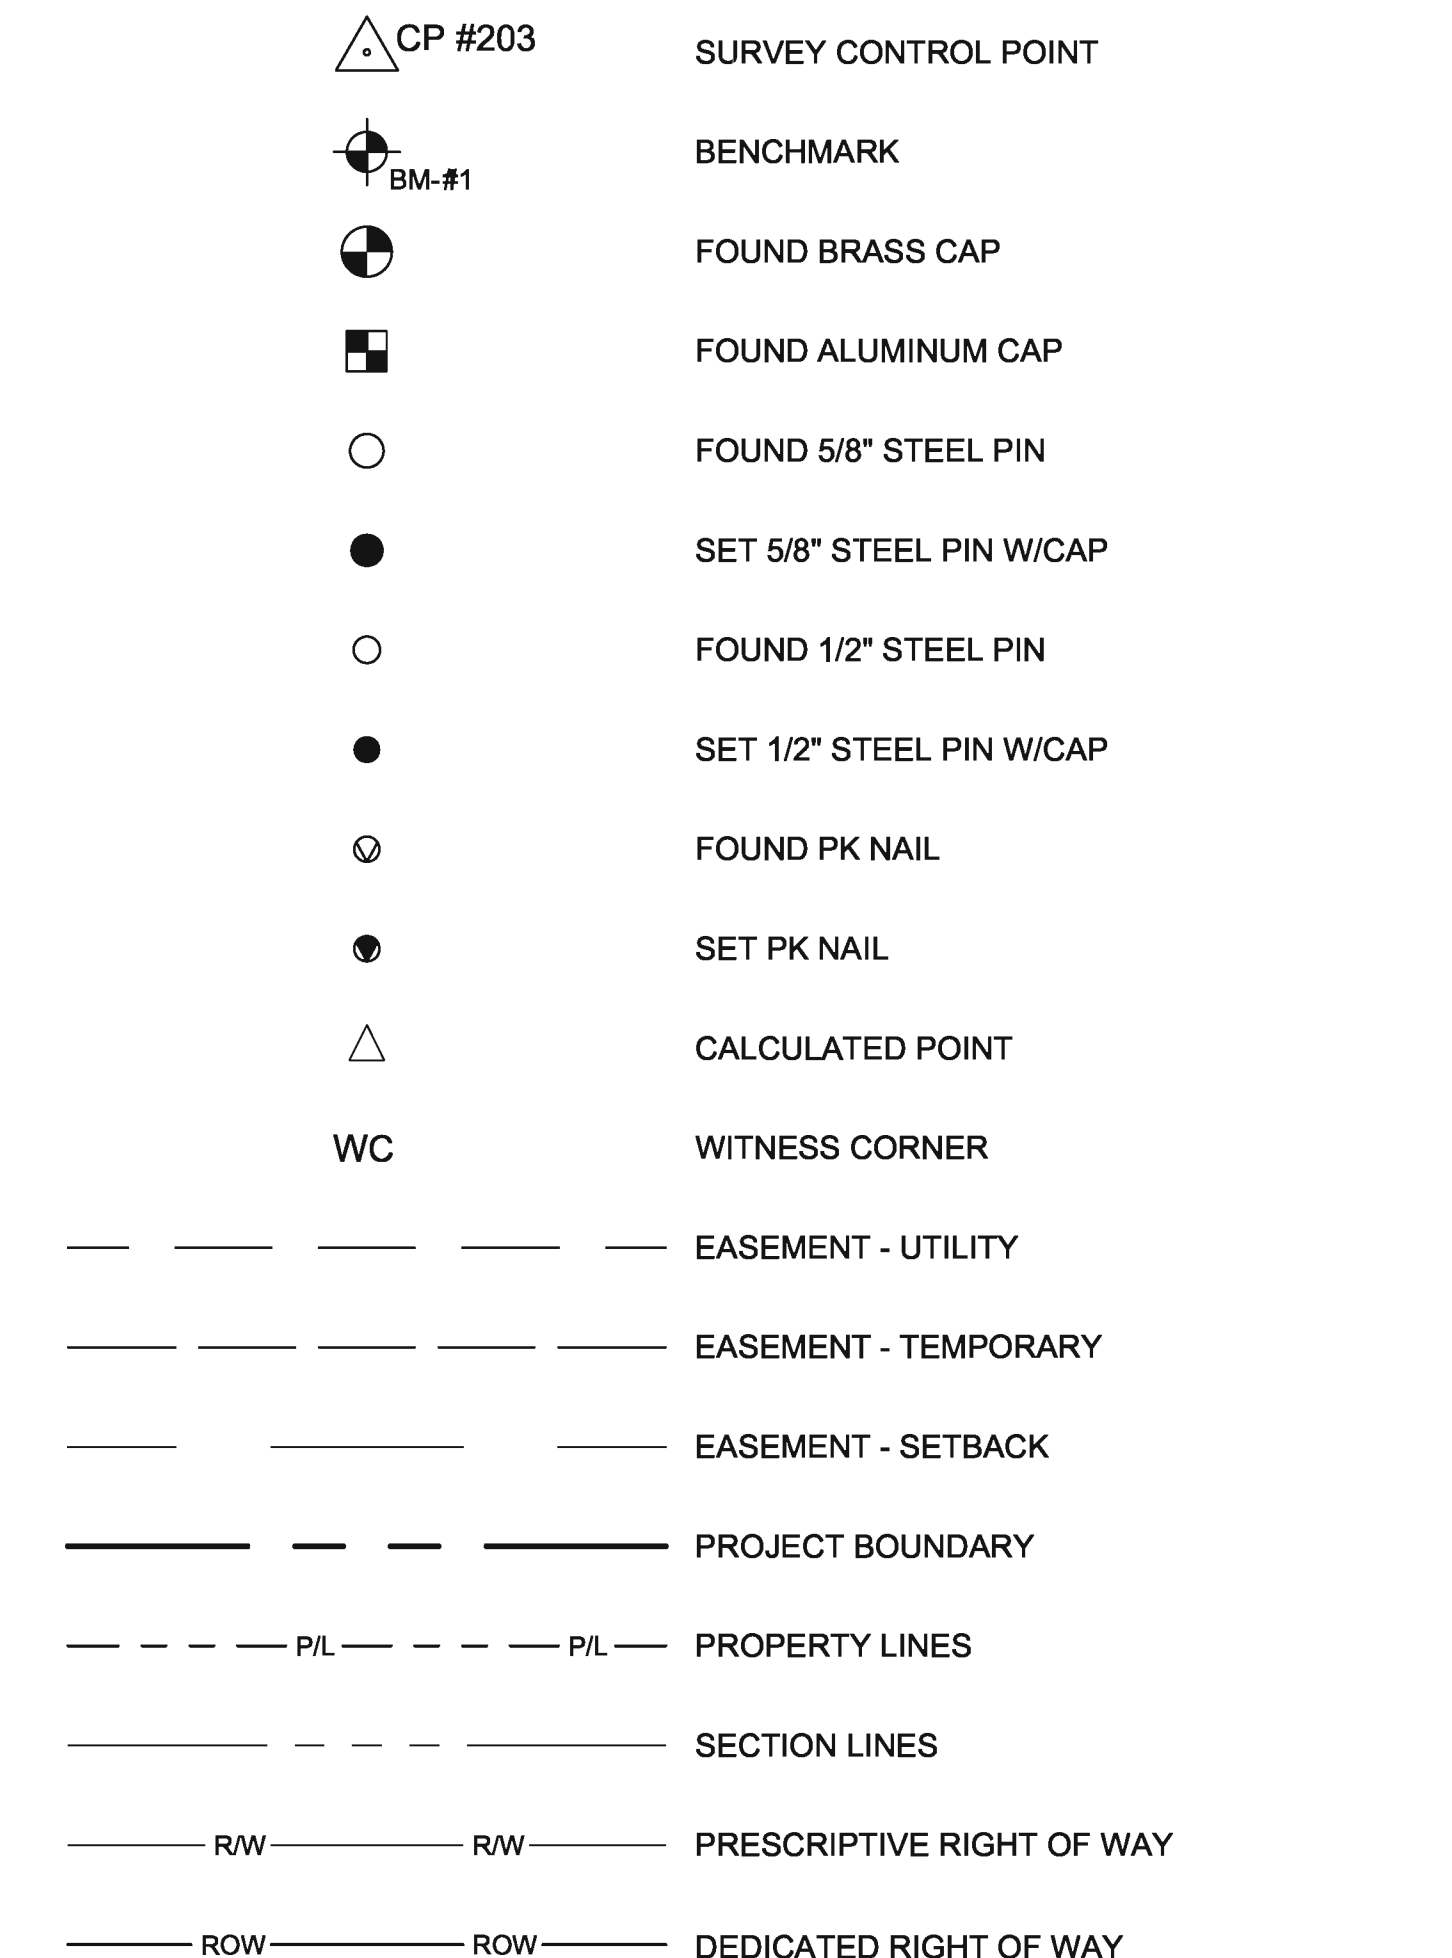 CP #203 SURVEY CONTROL POINT
BM-#1 BENCHMARK
FOUND BRASS CAP
FOUND ALUMINUM CAP
FOUND 5/8" STEEL PIN
SET 5/8" STEEL PIN W/CAP
FOUND 1/2" STEEL PIN
SET 1/2" STEEL PIN W/CAP
FOUND PK NAIL
SET PK NAIL
CALCULATED POINT
WC WITNESS CORNER
EASEMENT - UTILITY
EASEMENT - TEMPORARY
EASEMENT - SETBACK
PROJECT BOUNDARY
P/L P/L PROPERTY LINES
SECTION LINES
R/W R/W PRESCRIPTIVE RIGHT OF WAY
ROW ROW DEDICATED RIGHT OF WAY